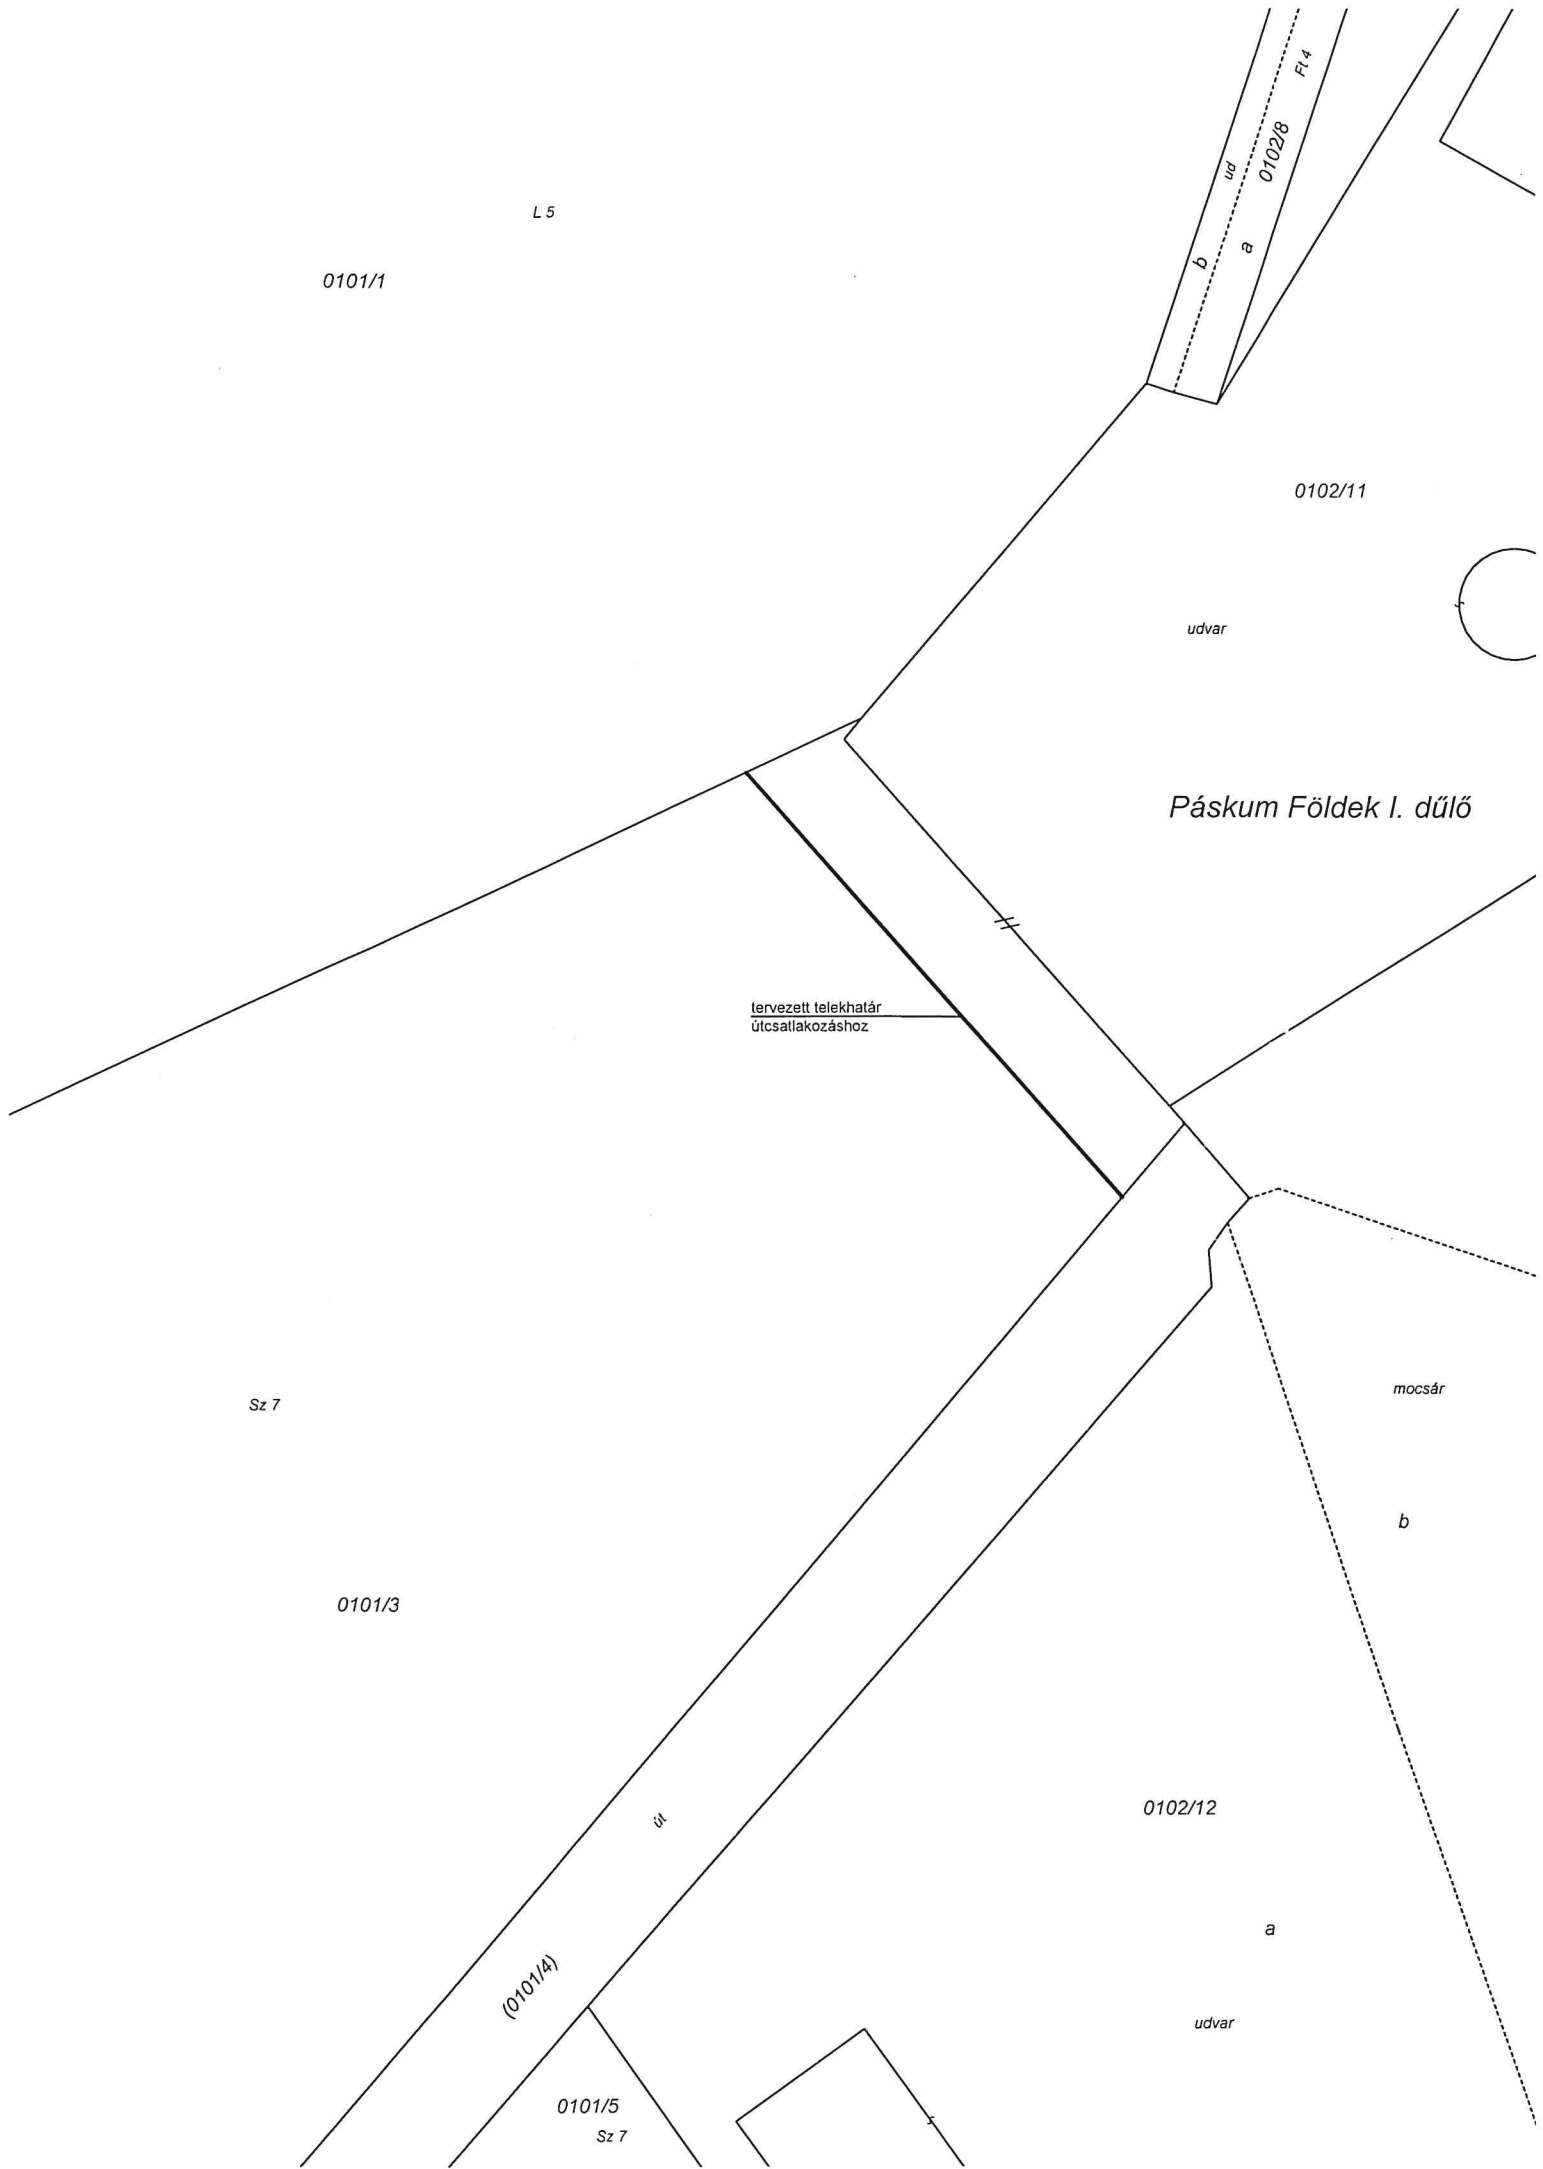 Ft 4
ud
0102/8
b
a
L 5
0101/1
0102/11
udvar
Páskum Földek I. dűlő
tervezett telekhatár
útcsatlakozáshoz
mocsár
Sz 7
b
0101/3
út
0102/12
a
(0101/4)
udvar
0101/5
Sz 7